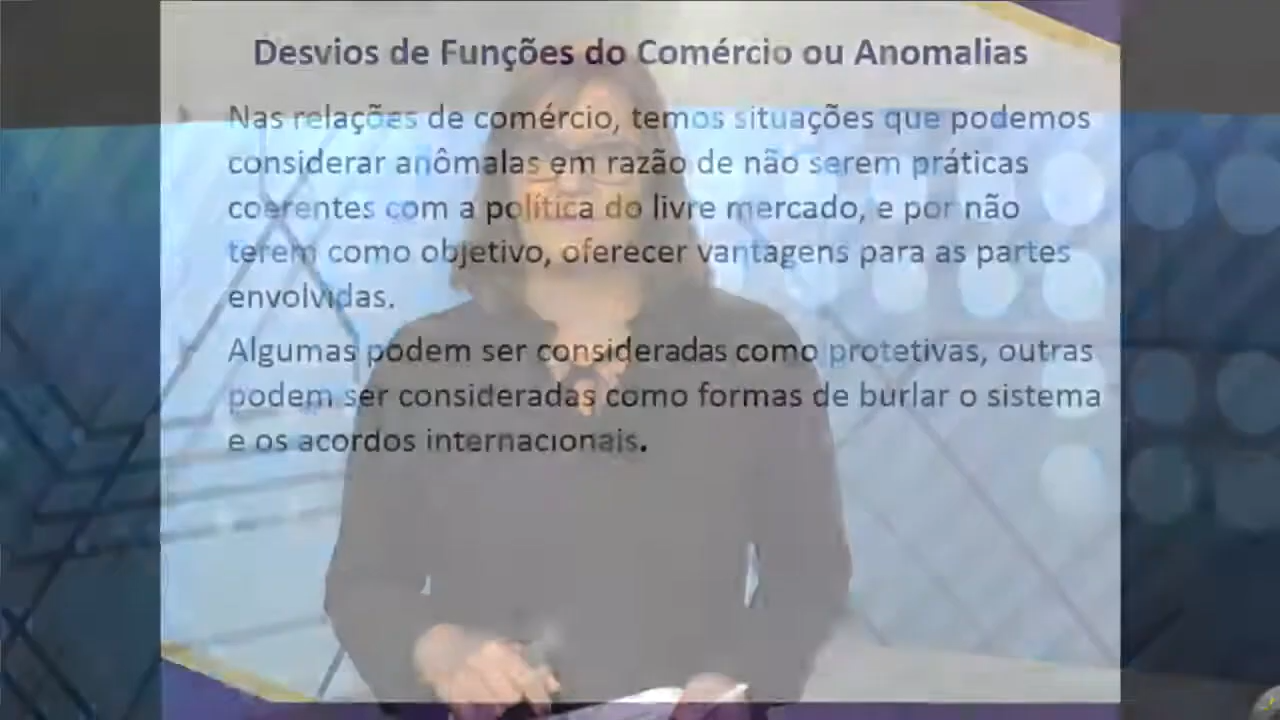 Desvios de Funções do Comércio ou Anomalias
Nas relações de comércio, temos situações que podemos
considerar anômalas em razão de não serem práticas
coerentes com a política do livre mercado, e por não
terem como objetivo, oferecer vantagens para as partes
envolvidas.
Algumas podem ser consideradas como protetivas, outras
podem ser consideradas como formas de burlar o sistema
e os acordos internacionais.